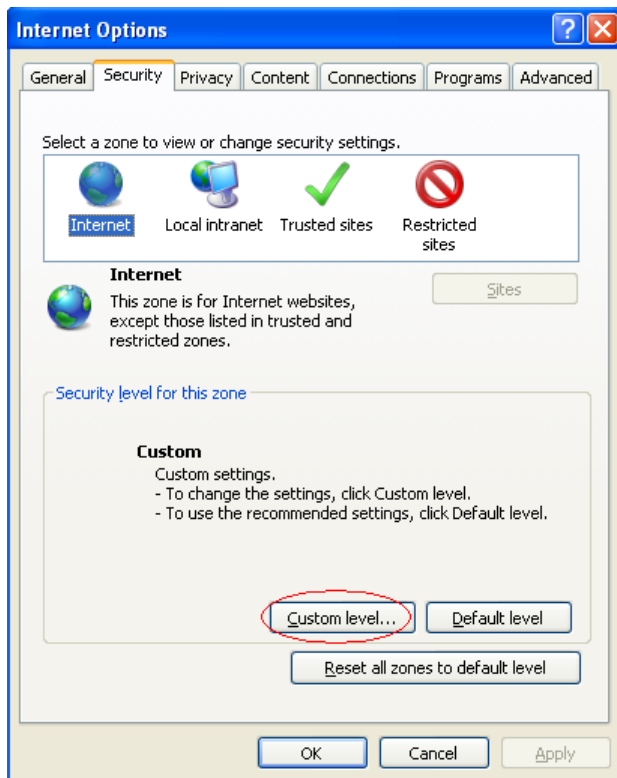 Internet Options
General Security Privacy Content Connections Programs Advanced
Select a zone to view or change security settings.
Internet Local intranet Trusted sites Restricted sites
Internet
This zone is for Internet websites,
except those listed in trusted and
restricted zones.
Sites
Security level for this zone
Custom
Custom settings.
- To change the settings, click Custom level.
- To use the recommended settings, click Default level.
Custom level... Default level
Reset all zones to default level
OK Cancel Apply